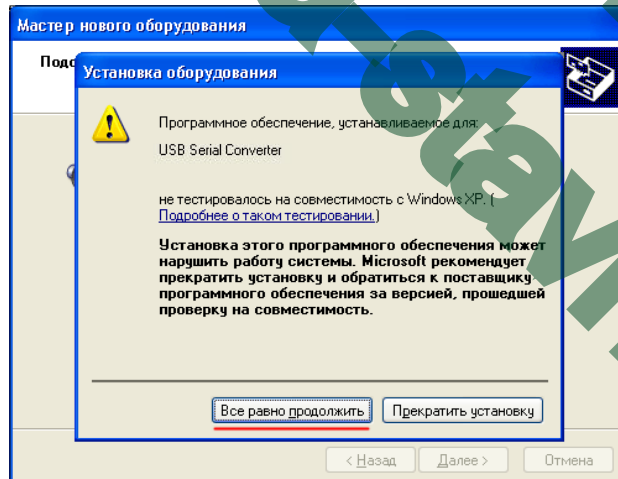 Мастер нового оборудования
Подо
Установка оборудования
Программное обеспечение, устанавливаемое для:
USB Serial Converter
не тестировалось на совместимость с Windows XP. (
Подробнее о таком тестировании.)
Установка этого программного обеспечения может
нарушить работу системы. Microsoft рекомендует
прекратить установку и обратиться к поставщику
программного обеспечения за версией, прошедшей
проверку на совместимость.
Все равно продолжить
Прекратить установку
< Назад
Далее >
Отмена